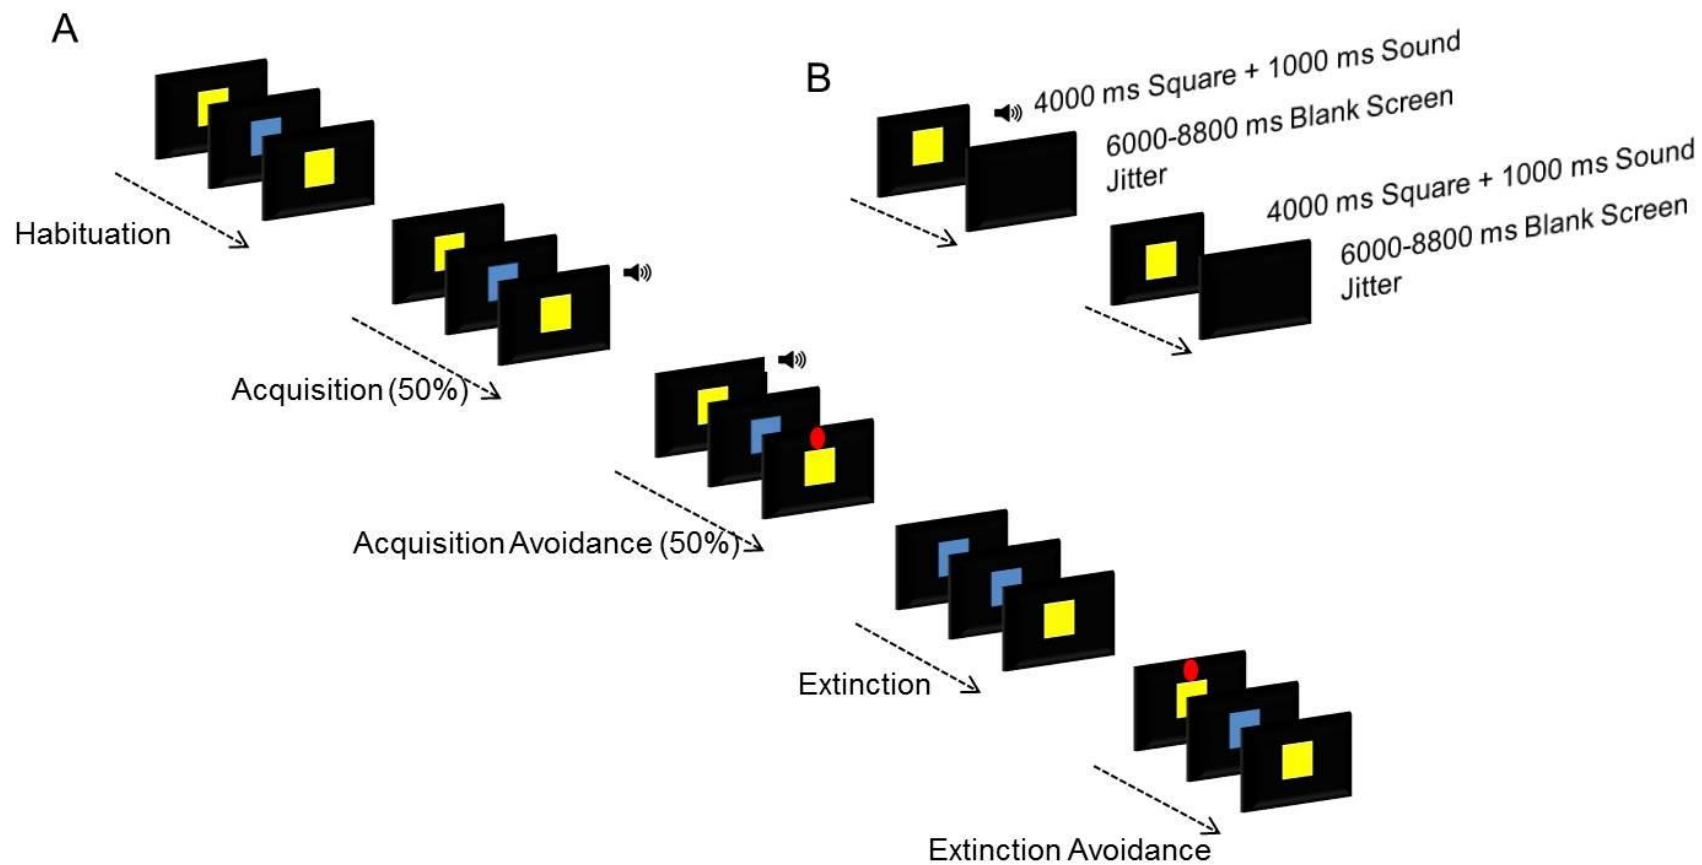 A
Habituation
Acquisition (50%)
Acquisition Avoidance (50%)
Extinction
Extinction Avoidance
B
4000 ms Square + 1000 ms Sound
6000-8800 ms Blank Screen
Jitter
4000 ms Square + 1000 ms Sound
6000-8800 ms Blank Screen
Jitter